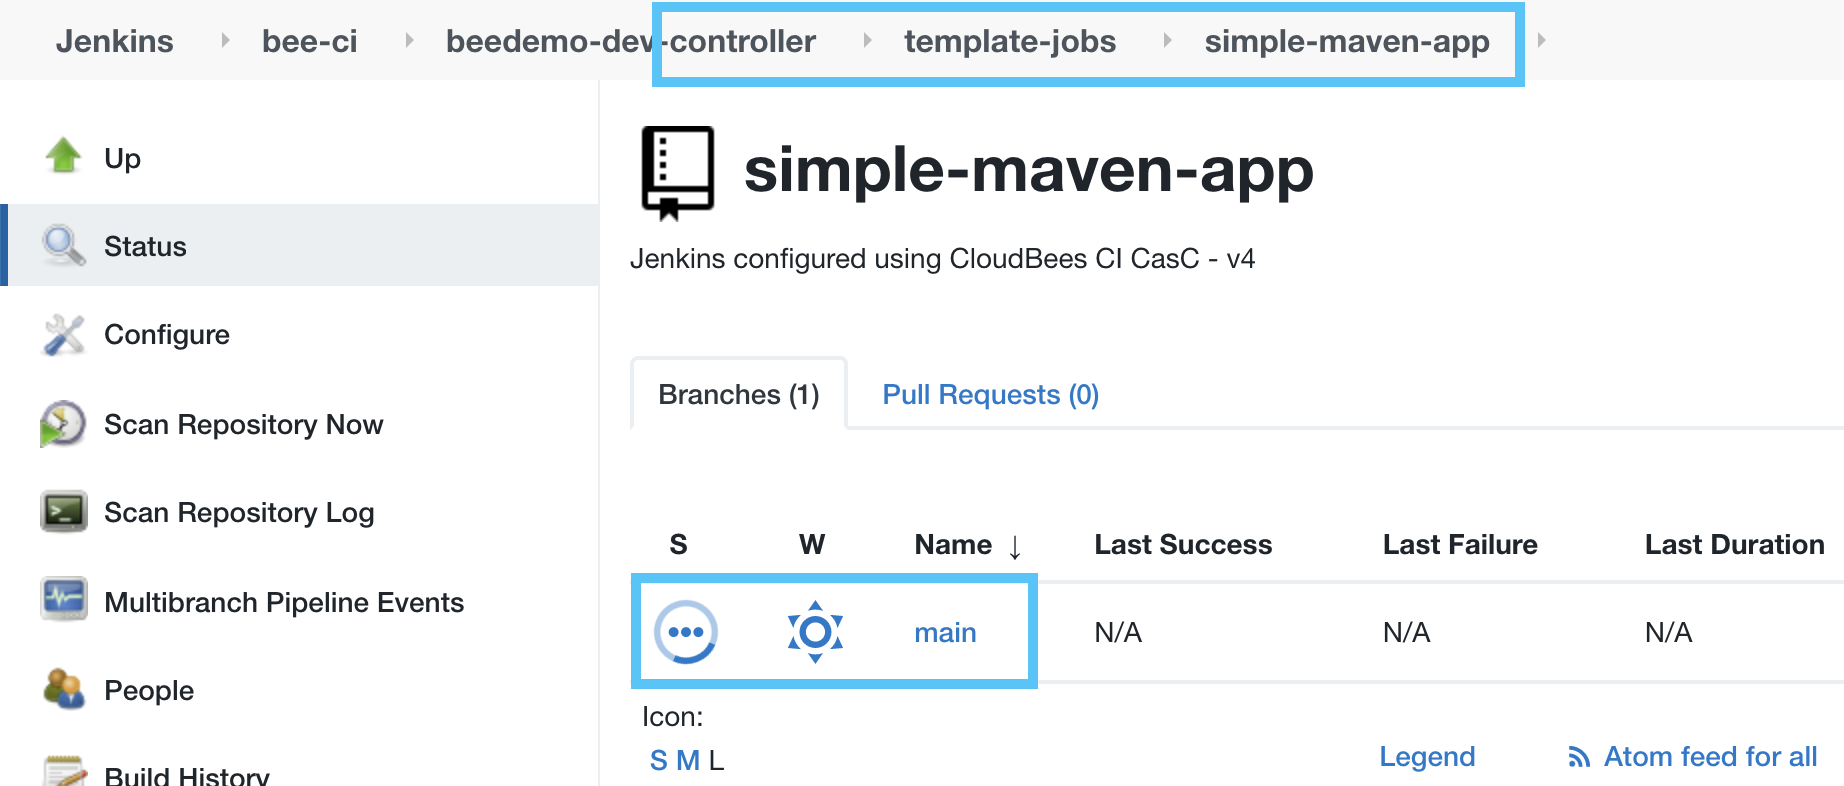 Jenkins bee-ci beedemo-dev-controller template-jobs simple-maven-app
Up
Status
Configure
Scan Repository Now
Scan Repository Log
Multibranch Pipeline Events
People
Build History
simple-maven-app
Jenkins configured using CloudBees CI CasC - v4
Branches (1) Pull Requests (0)
S W Name ↓ Last Success Last Failure Last Duration
main N/A N/A N/A
Icon:
S M L
Legend Atom feed for all